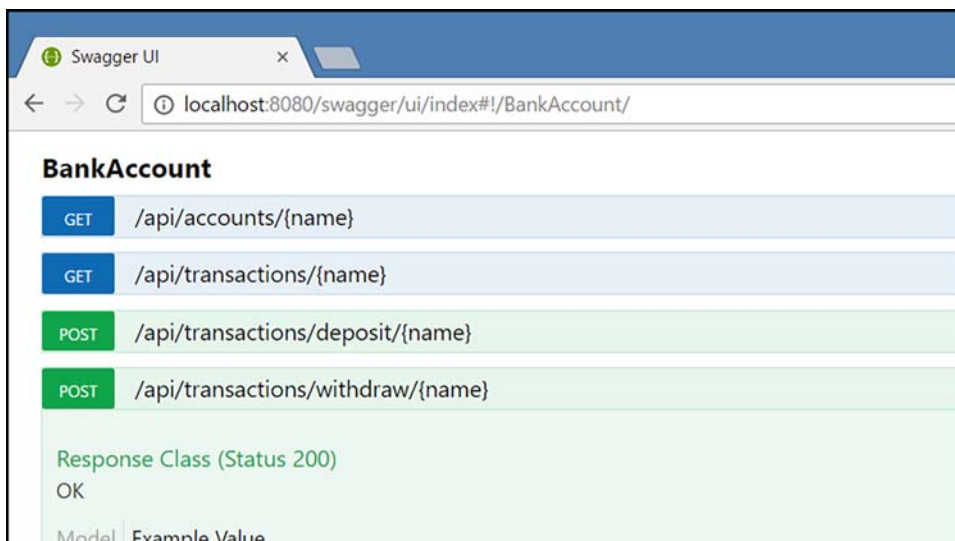 Swagger UI
localhost:8080/swagger/ui/index#!/BankAccount/
BankAccount
GET /api/accounts/{name}
GET /api/transactions/{name}
POST /api/transactions/deposit/{name}
POST /api/transactions/withdraw/{name}
Response Class (Status 200)
OK
Model Example Value